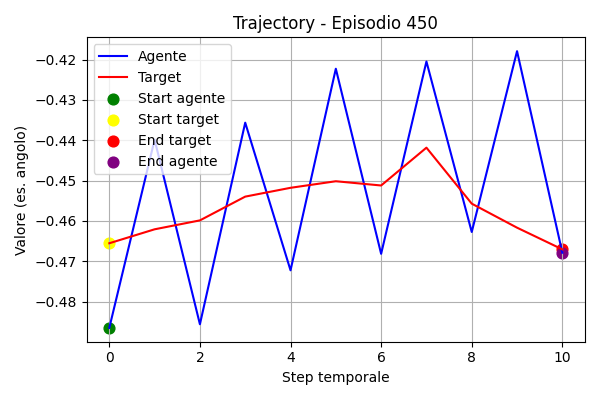 Trajectory - Episodio 450
Agente
Target
Start agente
Start target
End target
End agente
Valore (es. angolo)
−0.42
−0.43
−0.44
−0.45
−0.46
−0.47
−0.48
0
2
4
6
8
10
Step temporale